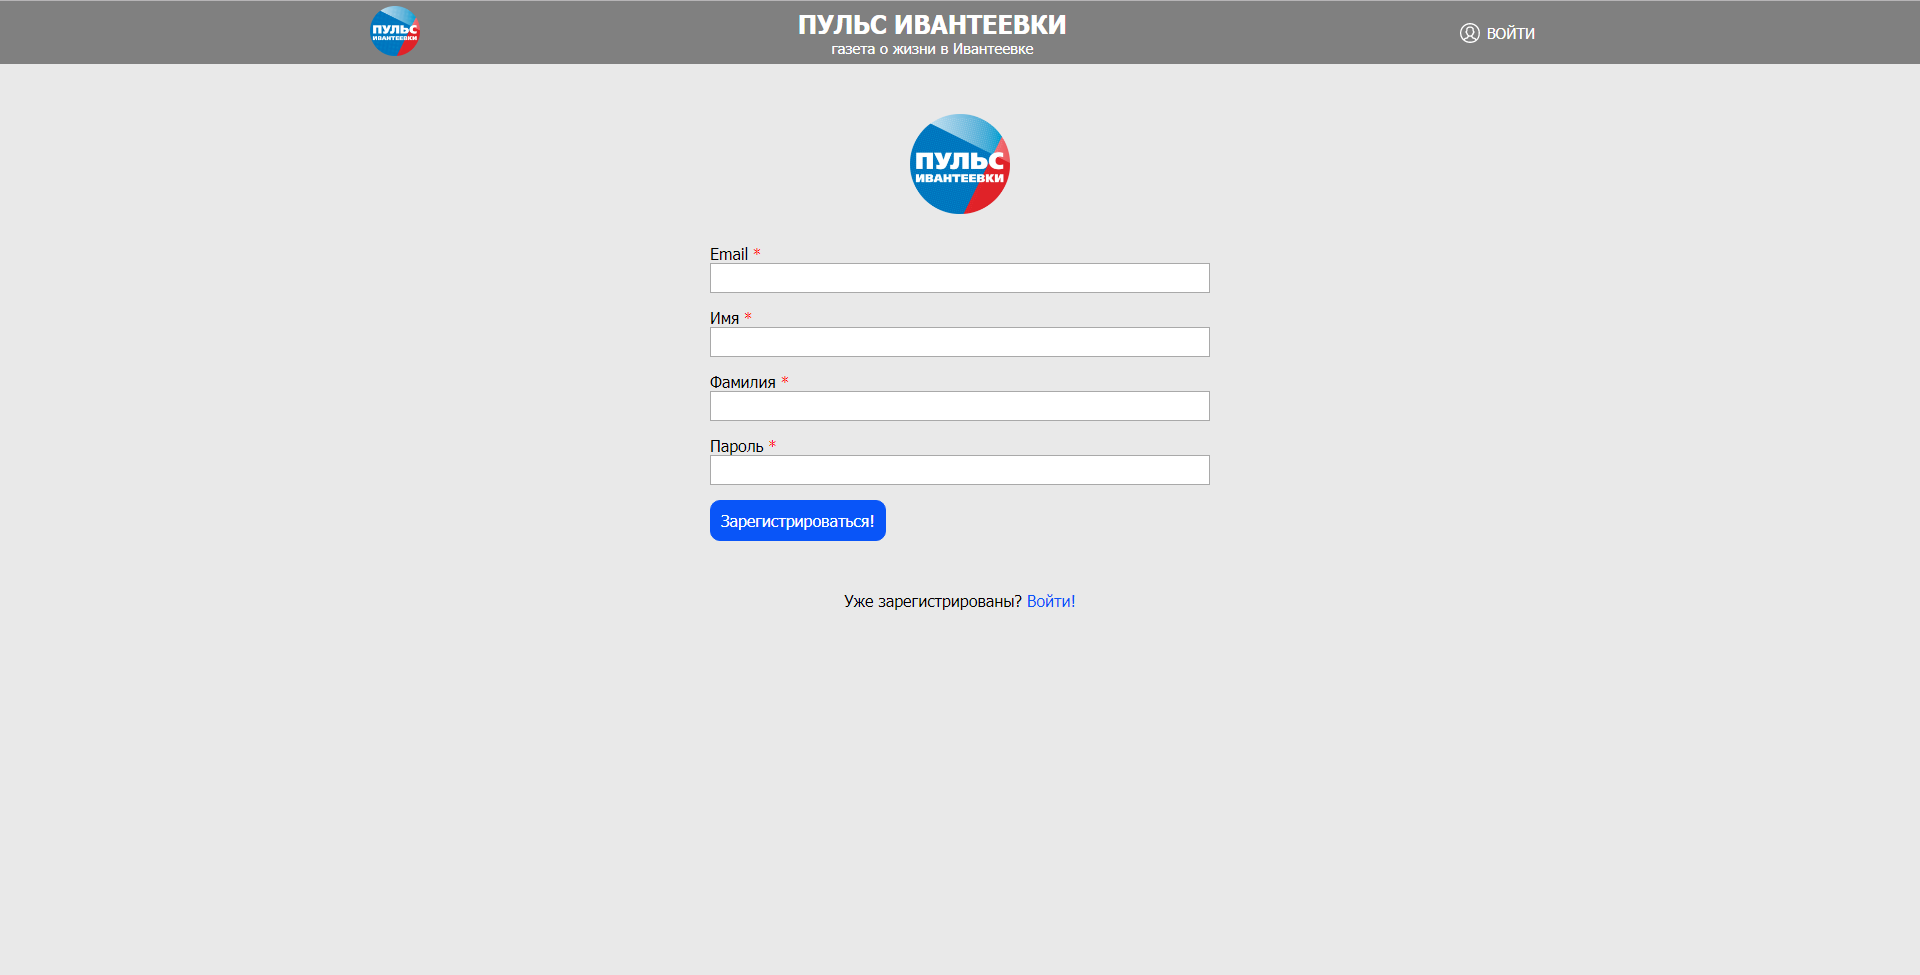 ПУЛЬС
ИВАНТЕЕВКИ
ПУЛЬС ИВАНТЕЕВКИ
газета о жизни в Ивантеевке
ВОЙТИ
ПУЛЬС
ИВАНТЕЕВКИ
Email *
Имя *
Фамилия *
Пароль *
Зарегистрироваться!
Уже зарегистрированы? Войти!